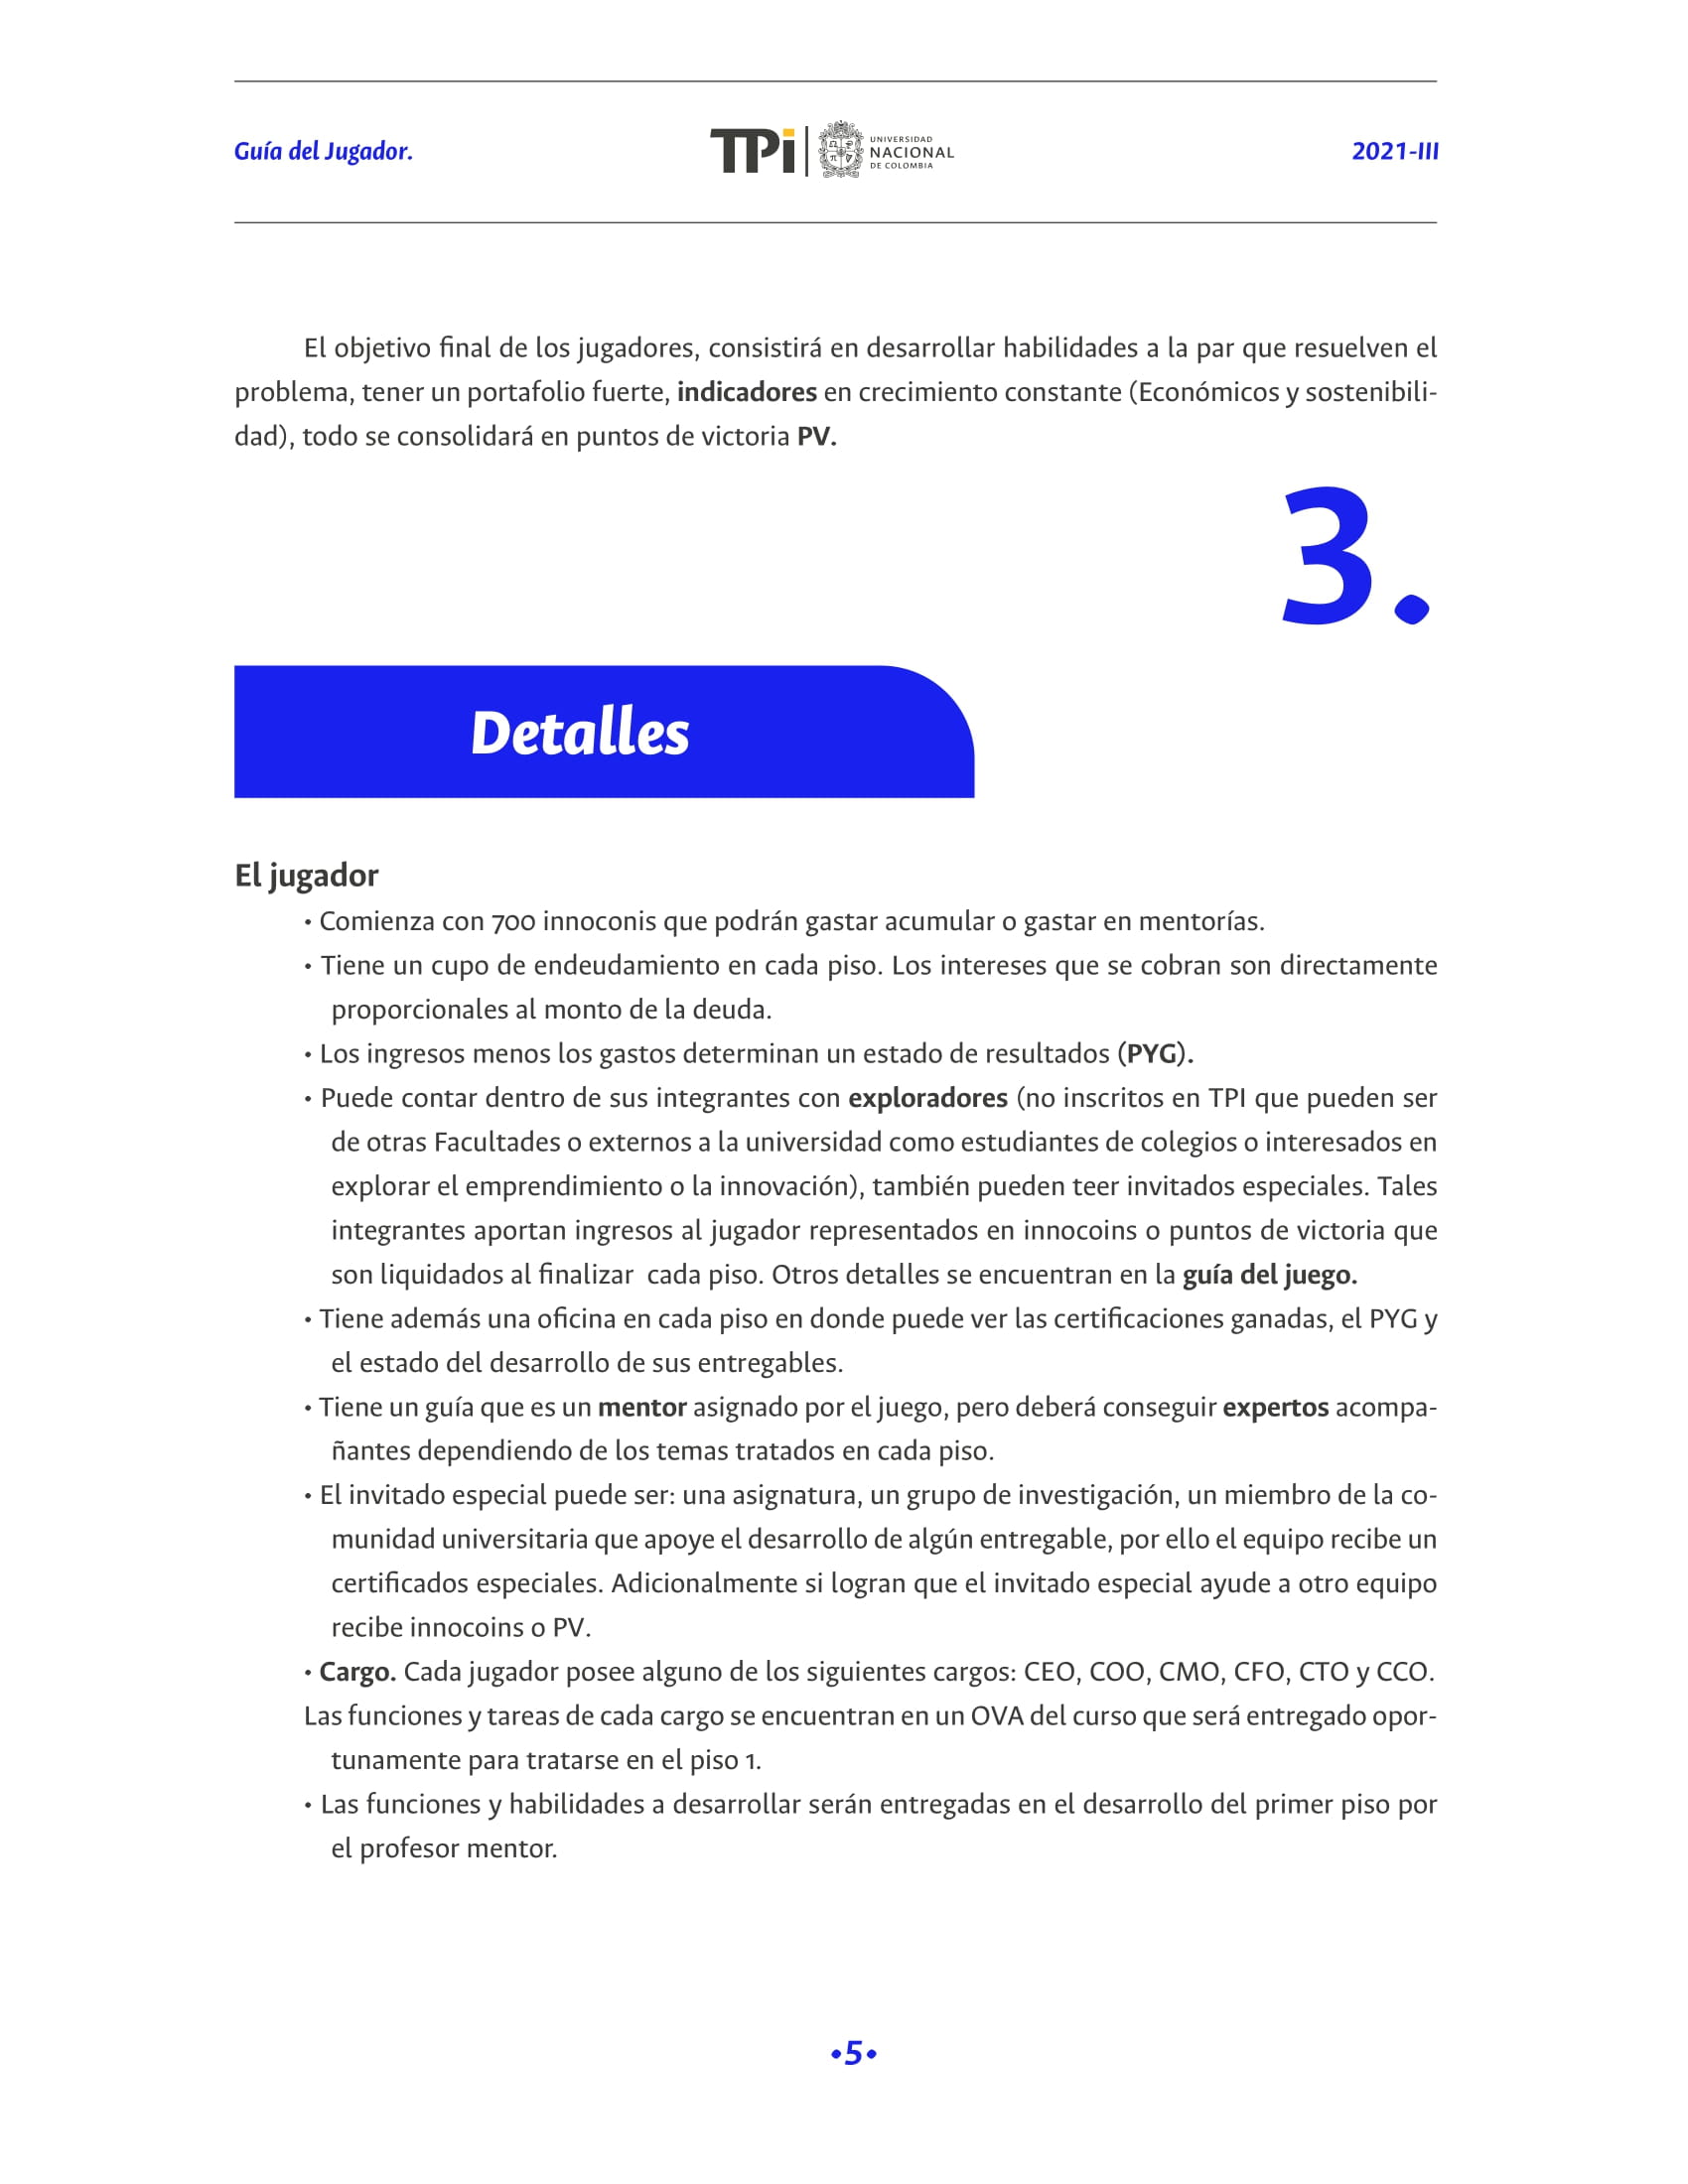 Guía del Jugador.
TPi
UNIVERSIDAD
NACIONAL
DE COLOMBIA
2021-III
El objetivo final de los jugadores, consistirá en desarrollar habilidades a la par que resuelven el
problema, tener un portafolio fuerte, indicadores en crecimiento constante (Económicos y sostenibili-
dad), todo se consolidará en puntos de victoria PV.
3.
Detalles
El jugador
• Comienza con 700 innoconis que podrán gastar acumular o gastar en mentorías.
• Tiene un cupo de endeudamiento en cada piso. Los intereses que se cobran son directamente
proporcionales al monto de la deuda.
• Los ingresos menos los gastos determinan un estado de resultados (PYG).
• Puede contar dentro de sus integrantes con exploradores (no inscritos en TPI que pueden ser
de otras Facultades o externos a la universidad como estudiantes de colegios o interesados en
explorar el emprendimiento o la innovación), también pueden teer invitados especiales. Tales
integrantes aportan ingresos al jugador representados en innocoins o puntos de victoria que
son liquidados al finalizar  cada piso. Otros detalles se encuentran en la guía del juego.
• Tiene además una oficina en cada piso en donde puede ver las certificaciones ganadas, el PYG y
el estado del desarrollo de sus entregables.
• Tiene un guía que es un mentor asignado por el juego, pero deberá conseguir expertos acompa-
ñantes dependiendo de los temas tratados en cada piso.
• El invitado especial puede ser: una asignatura, un grupo de investigación, un miembro de la co-
munidad universitaria que apoye el desarrollo de algún entregable, por ello el equipo recibe un
certificados especiales. Adicionalmente si logran que el invitado especial ayude a otro equipo
recibe innocoins o PV.
• Cargo. Cada jugador posee alguno de los siguientes cargos: CEO, COO, CMO, CFO, CTO y CCO.
Las funciones y tareas de cada cargo se encuentran en un OVA del curso que será entregado opor-
tunamente para tratarse en el piso 1.
• Las funciones y habilidades a desarrollar serán entregadas en el desarrollo del primer piso por
el profesor mentor.
•5•